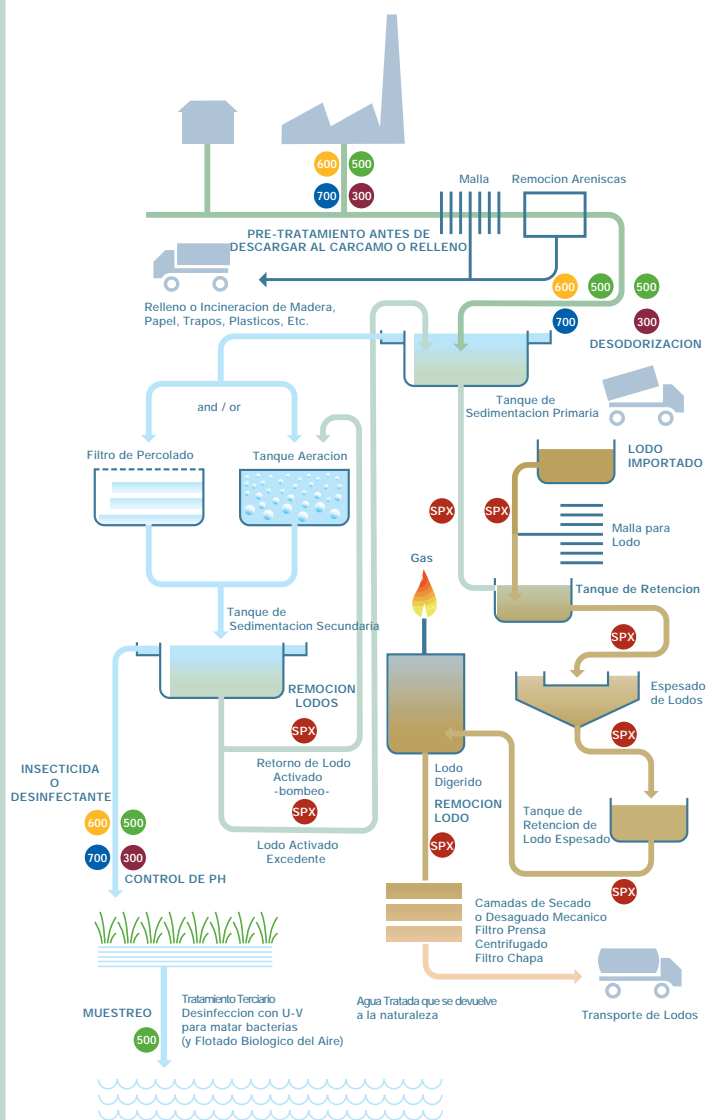 600 500
700 300
Malla
Remocion Areniscas
PRE-TRATAMIENTO ANTES DE
DESCARGAR AL CARCAMO O RELLENO
Relleno o Incineracion de Madera,
Papel, Trapos, Plasticos, Etc.
600 500 500
700 300
DESODORIZACION
and / or
Tanque de
Sedimentacion Primaria
Filtro de Percolado
Tanque Aeracion
LODO
IMPORTADO
SPX SPX
Malla para
Lodo
Gas
Tanque de Retencion
Tanque de
Sedimentacion Secundaria
SPX
REMOCION
LODOS
SPX
Espesado
de Lodos
SPX
Retorno de Lodo
Activado
-bombeo-
SPX
Lodo Activado
Excedente
INSECTICIDA
O
DESINFECTANTE
600 500
700 300
CONTROL DE PH
Lodo
Digerido
REMOCION
LODO
SPX
Tanque de
Retencion de
Lodo Espesado
SPX
Camadas de Secado
o Desaguado Mecanico
Filtro Prensa
Centrifugado
Filtro Chapa
Transporte de Lodos
Agua Tratada que se devuelve
a la naturaleza
MUESTREO
500
Tratamiento Terciario
Desinfeccion con U-V
para matar bacterias
(y Flotado Biologico del Aire)